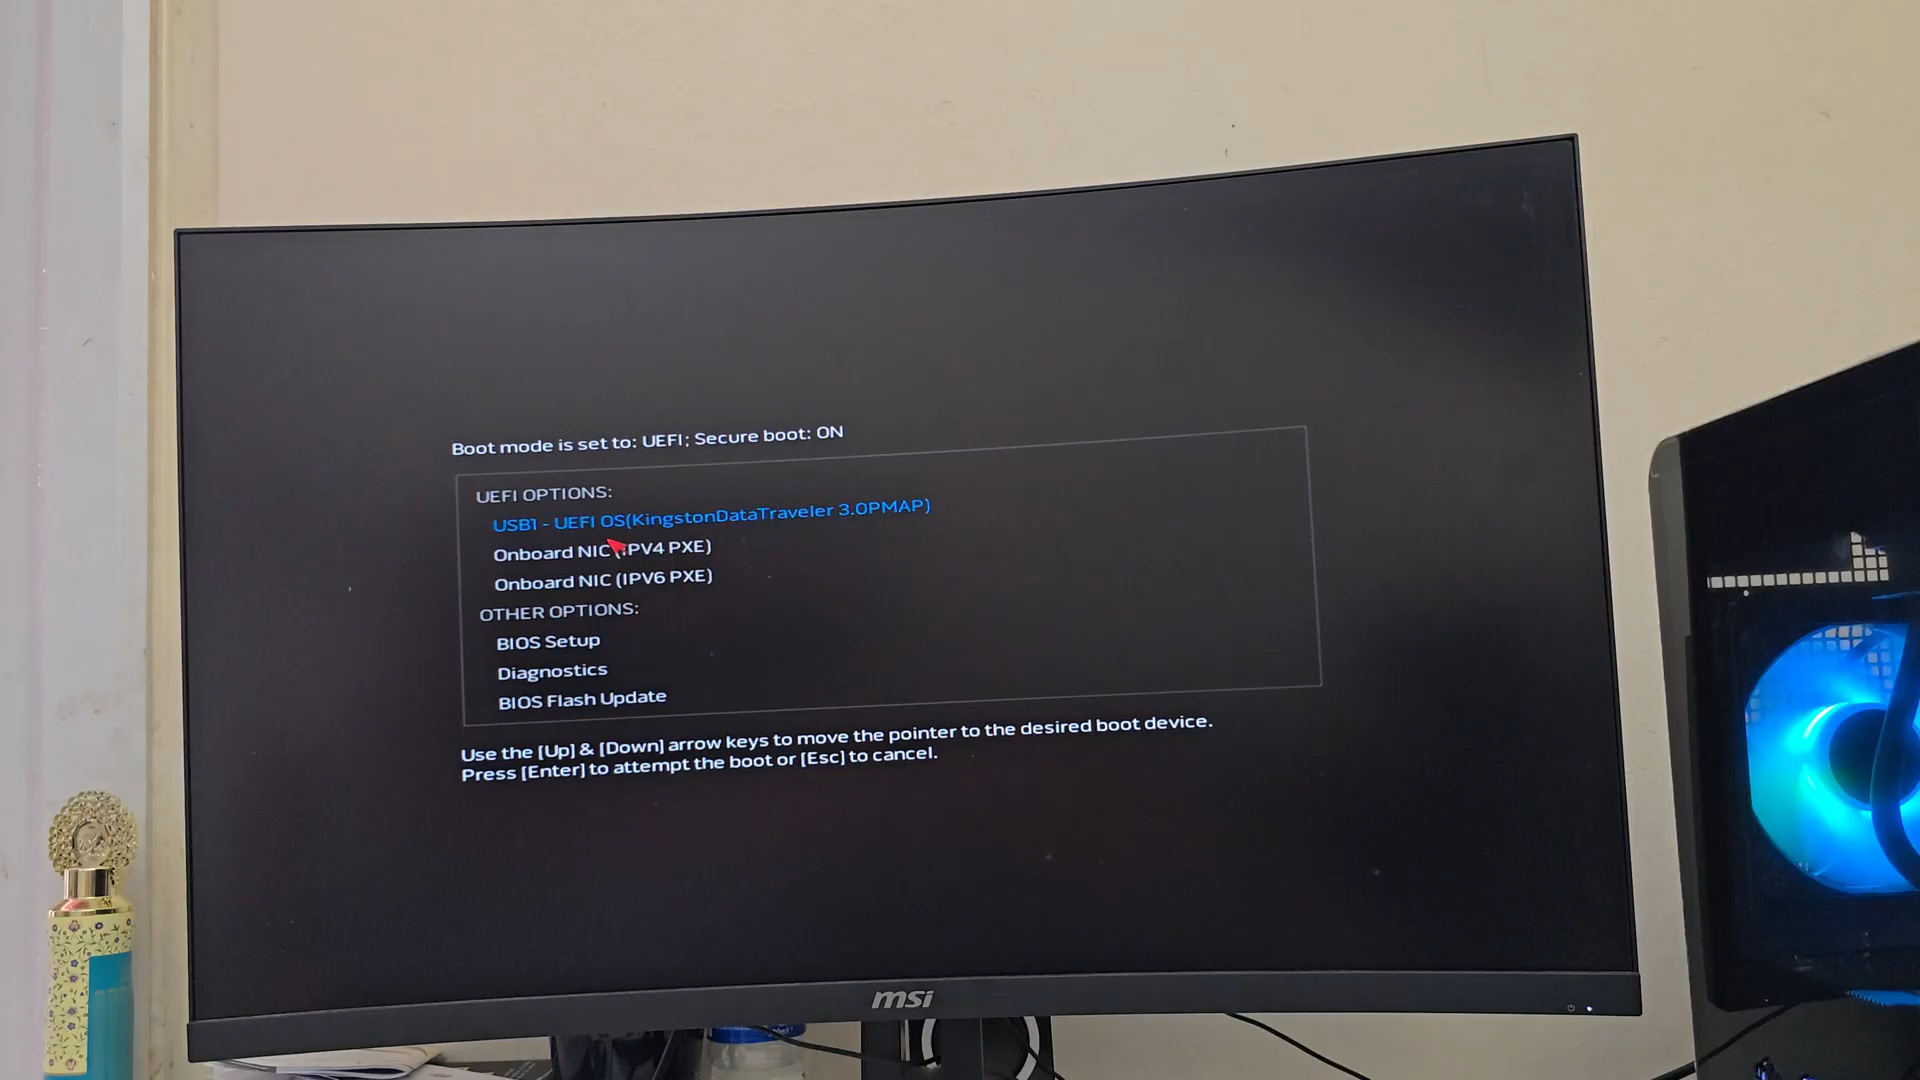 Boot mode is set to: UEFI; Secure boot: ON
UEFI OPTIONS:
USB1 - UEFI OS(KingstonDataTraveler 3.0PMAP)
Onboard NIC (IPV4 PXE)
Onboard NIC (IPV6 PXE)
OTHER OPTIONS:
BIOS Setup
Diagnostics
BIOS Flash Update
Use the [Up] & [Down] arrow keys to move the pointer to the desired boot device.
Press [Enter] to attempt the boot or [Esc] to cancel.
msi